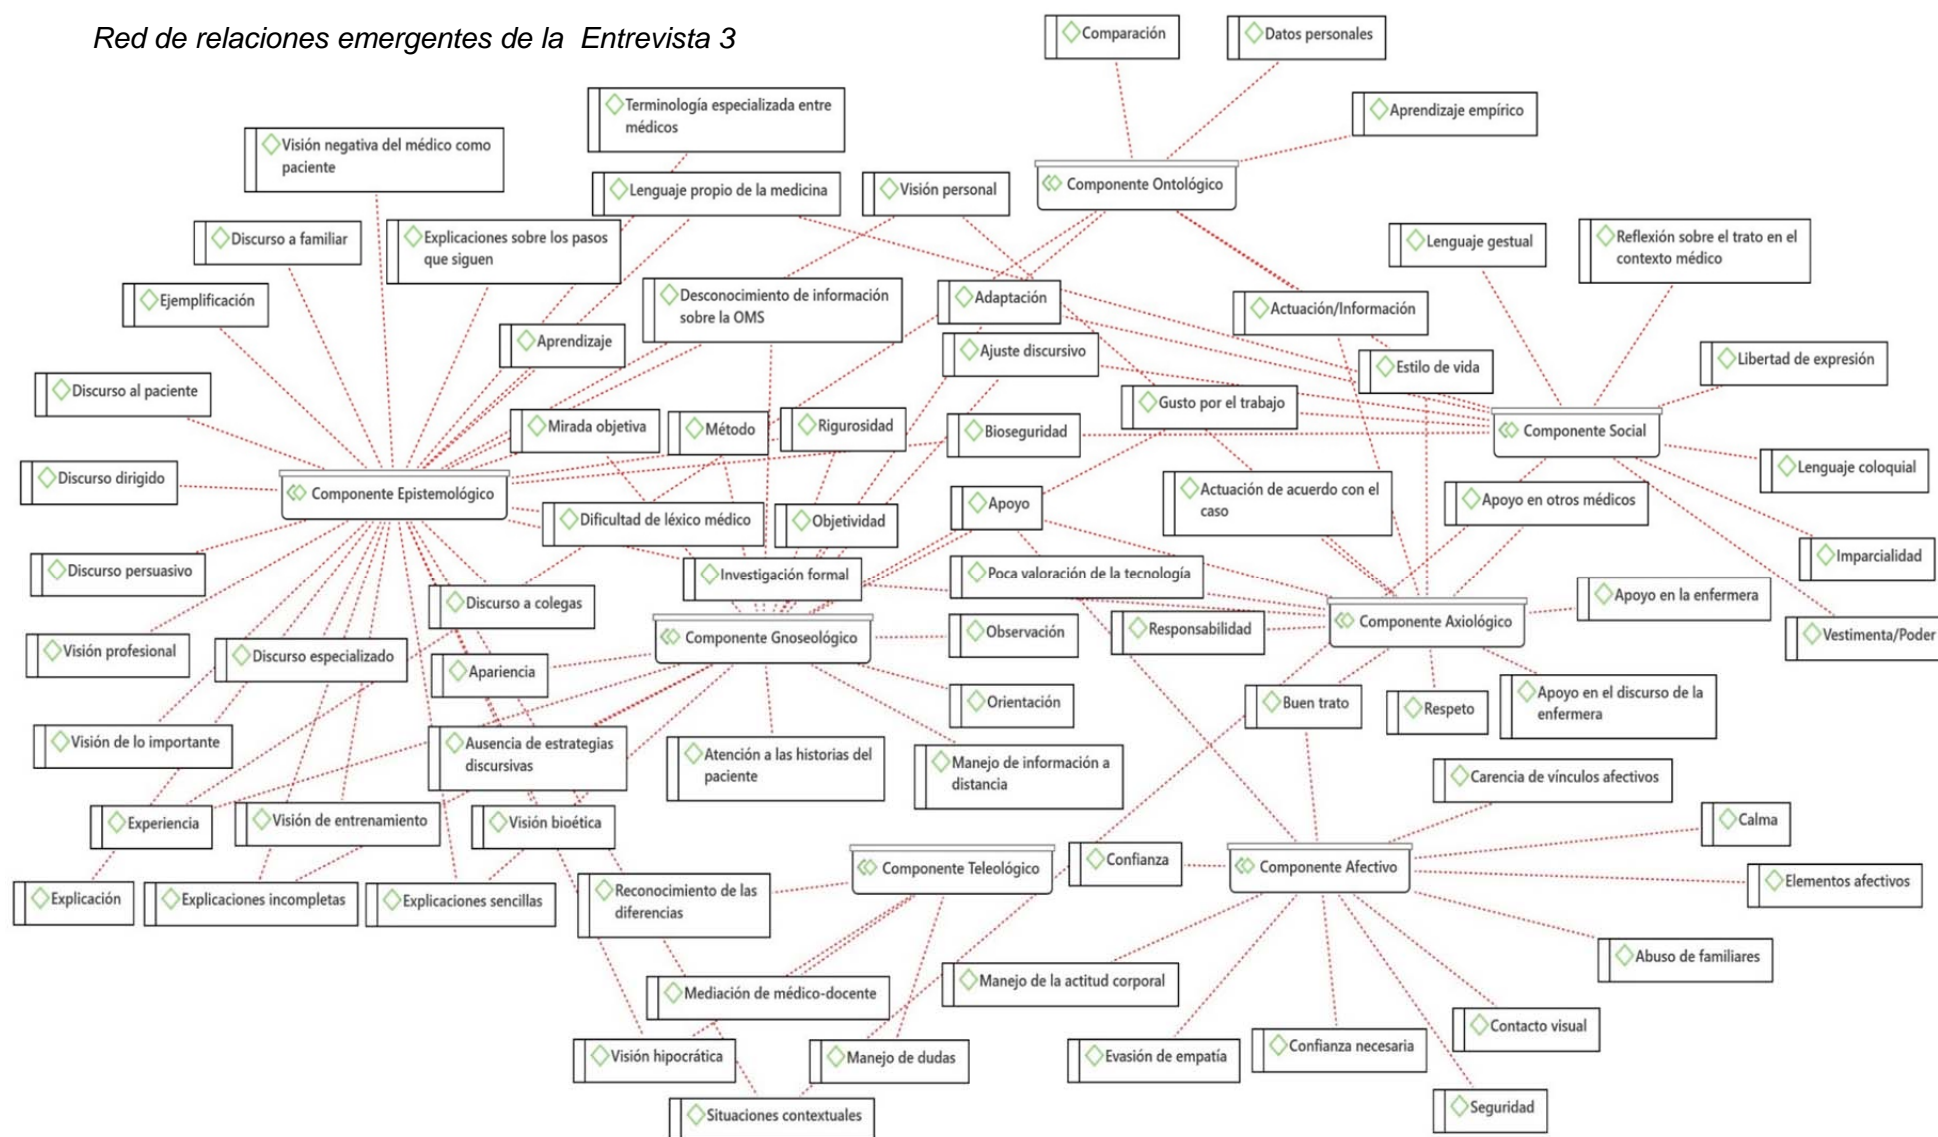 Red de relaciones emergentes de la Entrevista 3
Comparación
Datos personales
Terminología especializada entre
médicos
Aprendizaje empírico
Visión negativa del médico como
paciente
Lenguaje propio de la medicina
Visión personal
Componente Ontológico
Discurso a familiar
Explicaciones sobre los pasos
que siguen
Lenguaje gestual
Reflexión sobre el trato en el
contexto médico
Ejemplificación
Desconocimiento de información
sobre la OMS
Adaptación
Actuación/Información
Aprendizaje
Ajuste discursivo
Estilo de vida
Libertad de expresión
Discurso al paciente
Gusto por el trabajo
Mirada objetiva
Método
Rigurosidad
Bioseguridad
Componente Social
Discurso dirigido
Componente Epistemológico
Lenguaje coloquial
Dificultad de léxico médico
Objetividad
Apoyo
Actuación de acuerdo con el
caso
Apoyo en otros médicos
Discurso persuasivo
Investigación formal
Poca valoración de la tecnología
Imparcialidad
Discurso a colegas
Apoyo en la enfermera
Visión profesional
Discurso especializado
Componente Gnoseológico
Observación
Responsabilidad
Componente Axiológico
Vestimenta/Poder
Apariencia
Orientación
Buen trato
Respeto
Apoyo en el discurso de la
enfermera
Visión de lo importante
Ausencia de estrategias
discursivas
Atención a las historias del
paciente
Manejo de información a
distancia
Carencia de vínculos afectivos
Experiencia
Visión de entrenamiento
Visión bioética
Calma
Explicación
Explicaciones incompletas
Explicaciones sencillas
Reconocimiento de las
diferencias
Componente Teleológico
Confianza
Componente Afectivo
Elementos afectivos
Abuso de familiares
Mediación de médico-docente
Manejo de la actitud corporal
Contacto visual
Visión hipocrática
Manejo de dudas
Evasión de empatía
Confianza necesaria
Situaciones contextuales
Seguridad